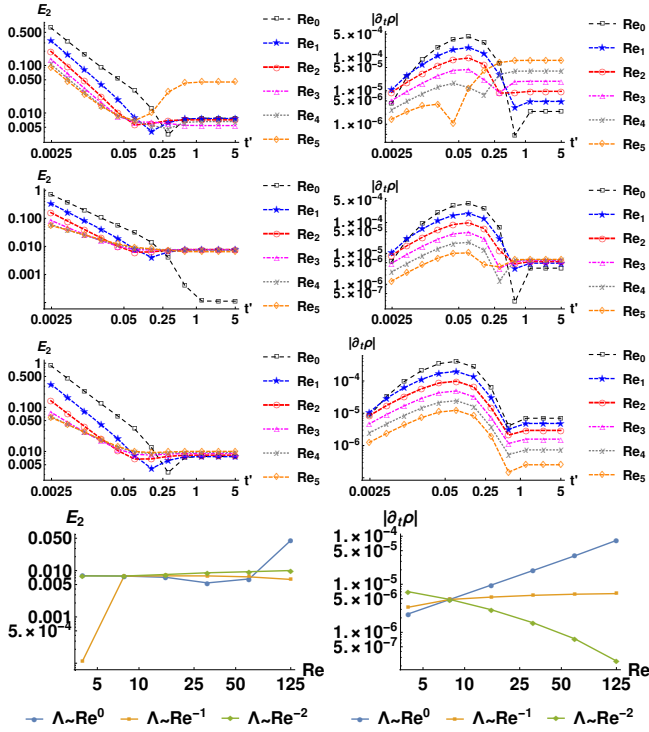 E₂
0.500
0.100
0.050
0.010
0.005
0.0025 0.05 0.25 1 5 t'
Re₀
Re₁
Re₂
Re₃
Re₄
Re₅
|∂ₜρ|
5.×10⁻⁴
1.×10⁻⁴
5.×10⁻⁵
1.×10⁻⁵
5.×10⁻⁶
1.×10⁻⁶
0.0025 0.05 0.25 1 5 t'
Re₀
Re₁
Re₂
Re₃
Re₄
Re₅
E₂
1
0.100
0.010
0.001
0.0025 0.05 0.25 1 5 t'
Re₀
Re₁
Re₂
Re₃
Re₄
Re₅
|∂ₜρ|
5.×10⁻⁴
1.×10⁻⁴
5.×10⁻⁵
1.×10⁻⁵
5.×10⁻⁶
1.×10⁻⁶
5.×10⁻⁷
0.0025 0.05 0.25 1 5 t'
Re₀
Re₁
Re₂
Re₃
Re₄
Re₅
E₂
1
0.500
0.100
0.050
0.010
0.005
0.0025 0.05 0.25 1 5 t'
Re₀
Re₁
Re₂
Re₃
Re₄
Re₅
|∂ₜρ|
10⁻⁴
10⁻⁵
10⁻⁶
0.0025 0.05 0.25 1 5 t'
Re₀
Re₁
Re₂
Re₃
Re₄
Re₅
E₂
0.050
0.010
0.005
0.001
5.×10⁻⁴
5 10 25 50 125 Re
Λ~Re⁰ Λ~Re⁻¹ Λ~Re⁻²
|∂ₜρ|
1.×10⁻⁴
5.×10⁻⁵
1.×10⁻⁵
5.×10⁻⁶
1.×10⁻⁶
5.×10⁻⁷
5 10 25 50 125 Re
Λ~Re⁰ Λ~Re⁻¹ Λ~Re⁻²